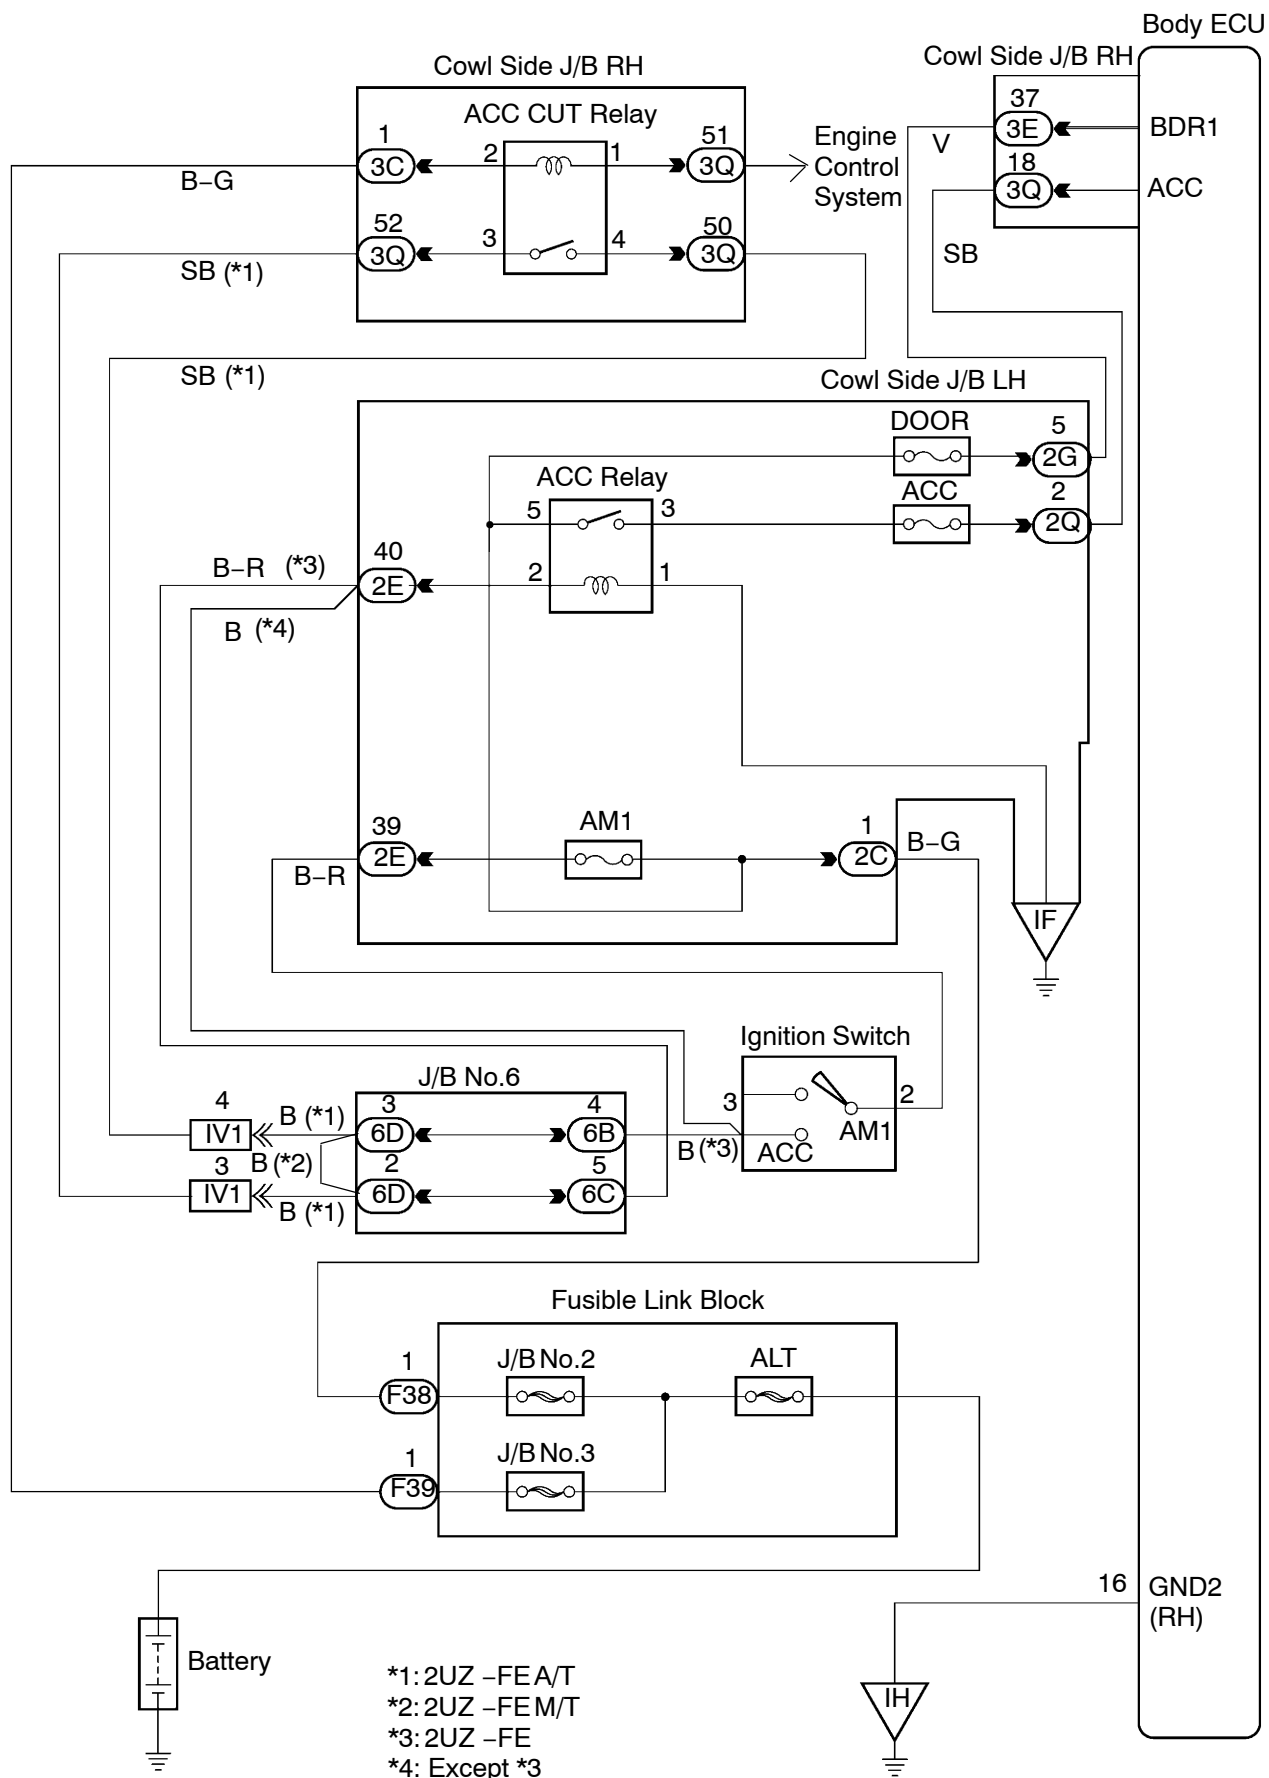 Body ECU
Cowl Side J/B RH
Cowl Side J/B RH
ACC CUT Relay
37
3E
BDR1
V
18
3Q
ACC
SB
1
3C
2
1
51
3Q
Engine
Control
System
B–G
52
3Q
3
4
50
3Q
SB (*1)
SB (*1)
Cowl Side J/B LH
DOOR
5
2G
ACC Relay
ACC
2
2Q
5
3
40
2E
2
1
B–R (*3)
B (*4)
AM1
39
2E
1
2C
B–G
B–R
IF
Ignition Switch
3
2
AM1
ACC
J/B No.6
4
IV1
B (*1)
3
6D
4
6B
B (*3)
B (*2)
3
IV1
B (*1)
2
6D
5
6C
Fusible Link Block
1
F38
J/B No.2
ALT
1
F39
J/B No.3
16
GND2
(RH)
Battery
IH
*1: 2UZ –FE A/T
*2: 2UZ –FE M/T
*3: 2UZ –FE
*4: Except *3